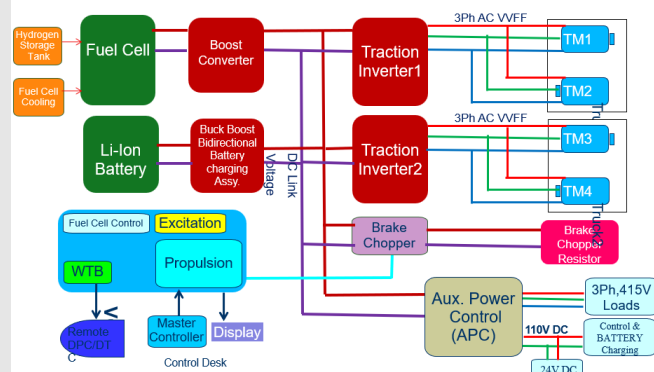 Hydrogen
Storage
Tank
Fuel Cell
Cooling
Fuel Cell
Boost
Converter
Traction
Inverter1
3Ph AC VVFF
TM1
TM2
Li-Ion
Battery
Buck Boost
Bidirectional
Battery
charging
Assy.
DC Link
Voltage
Traction
Inverter2
3Ph AC VVFF
TM3
TM4
Truck2
Fuel Cell Control
Excitation
WTB
Propulsion
Remote
DPC/DT
C
Master
Controller
Display
Control Desk
Brake
Chopper
Brake
Chopper
Resistor
Aux. Power
Control
(APC)
3Ph,415V
Loads
110V DC
Control &
BATTERY
Charging
24V DC